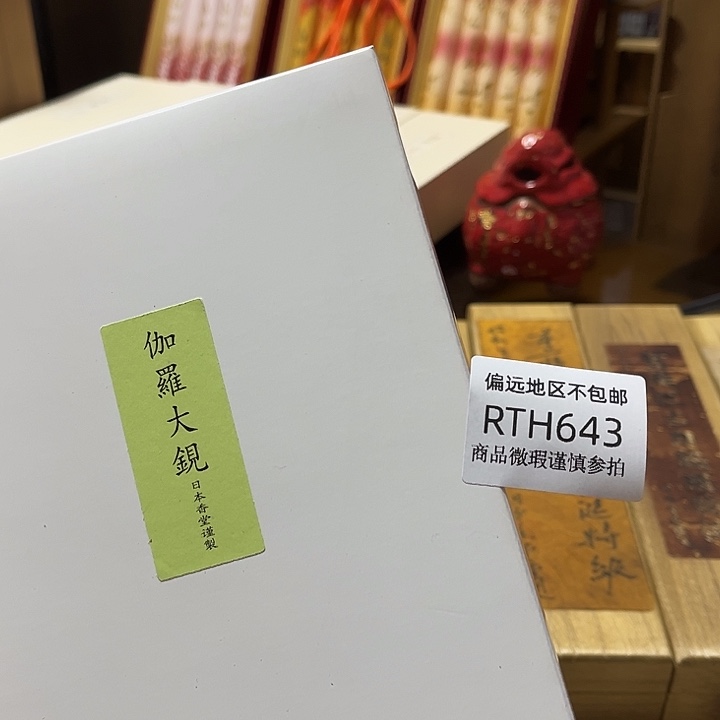 伽羅大鋧
日本香堂謹製
偏远地区不包邮
RTH643
商品微瑕谨慎参拍